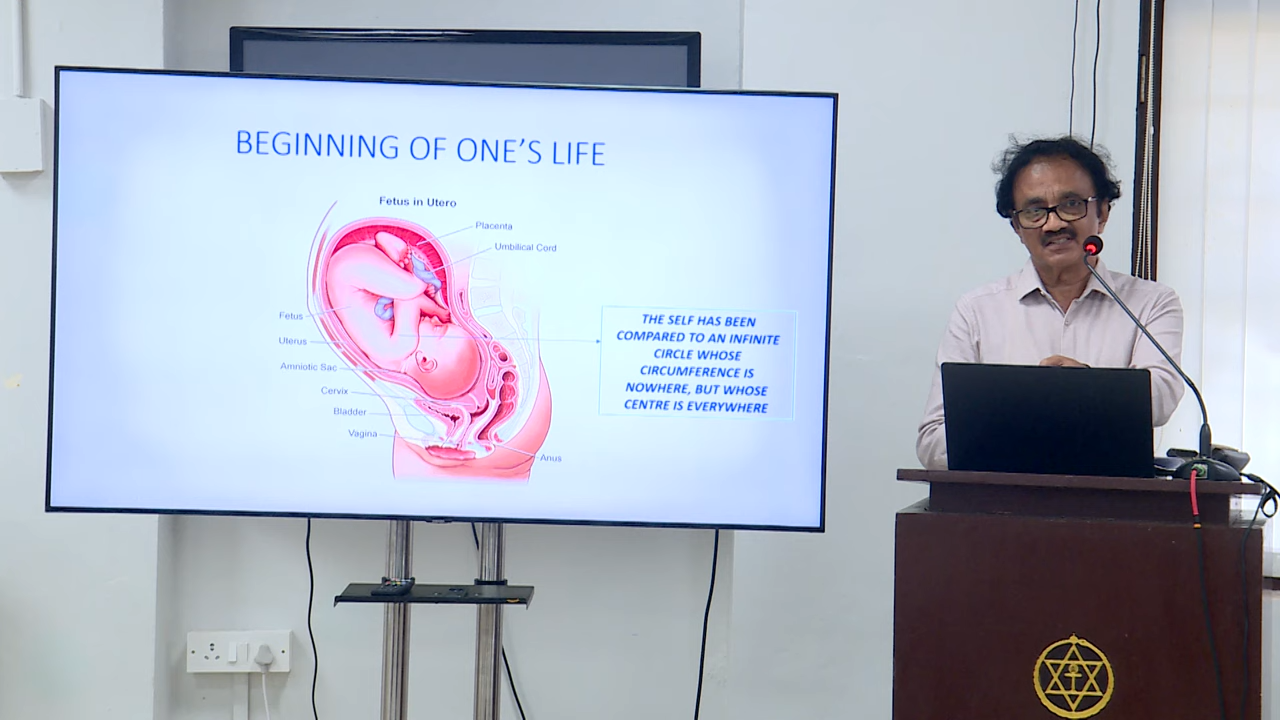 BEGINNING OF ONE'S LIFE
Fetus in Utero
Placenta
Umbilical Cord
Fetus
Uterus
Amniotic Sac
Cervix
Bladder
Vagina
Anus
THE SELF HAS BEEN
COMPARED TO AN INFINITE
CIRCLE WHOSE
CIRCUMFERENCE IS
NOWHERE, BUT WHOSE
CENTRE IS EVERYWHERE